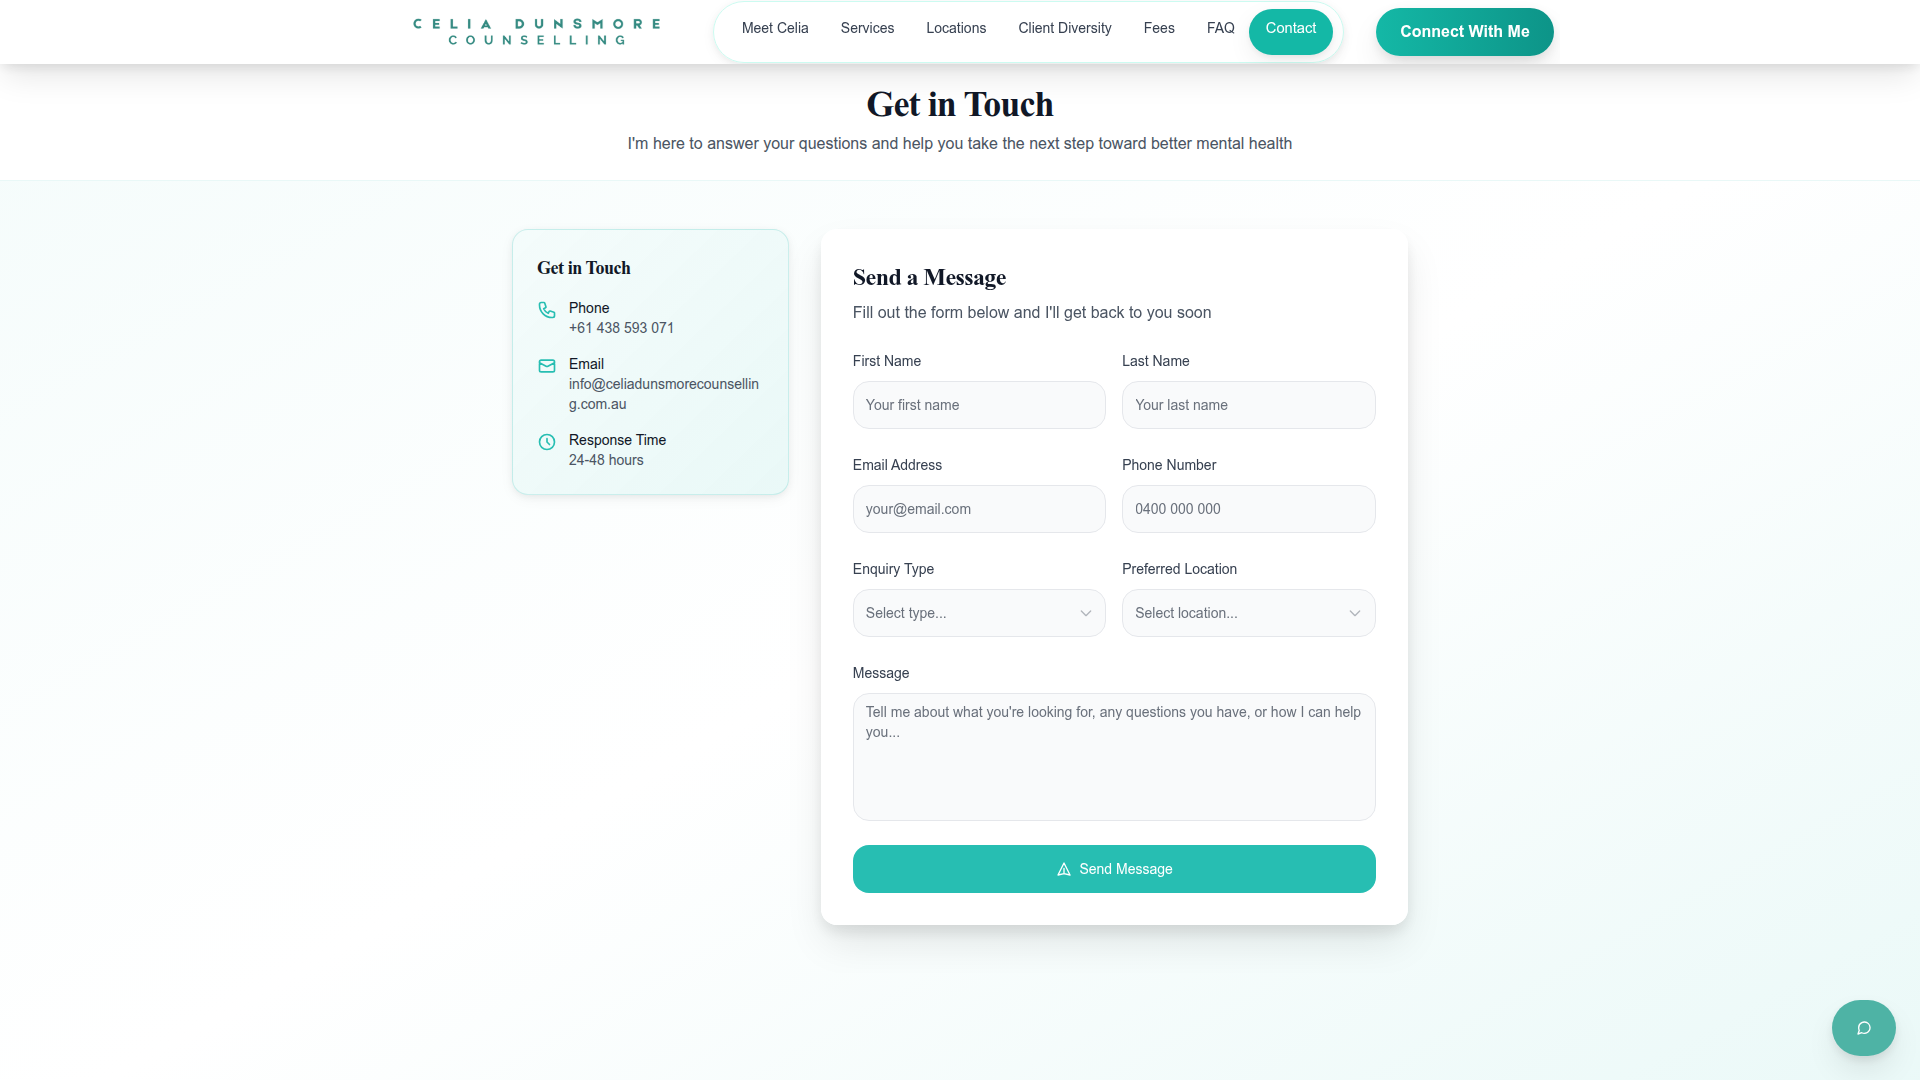 CELIA DUNSMORE
COUNSELLING
Meet Celia
Services
Locations
Client Diversity
Fees
FAQ
Contact
Connect With Me
Get in Touch
I'm here to answer your questions and help you take the next step toward better mental health
Get in Touch
Phone
+61 438 593 071
Email
info@celiadunsmorecounsellin
g.com.au
Response Time
24-48 hours
Send a Message
Fill out the form below and I'll get back to you soon
First Name
Last Name
Your first name
Your last name
Email Address
Phone Number
your@email.com
0400 000 000
Enquiry Type
Preferred Location
Select type...
Select location...
Message
Tell me about what you're looking for, any questions you have, or how I can help
you...
Send Message